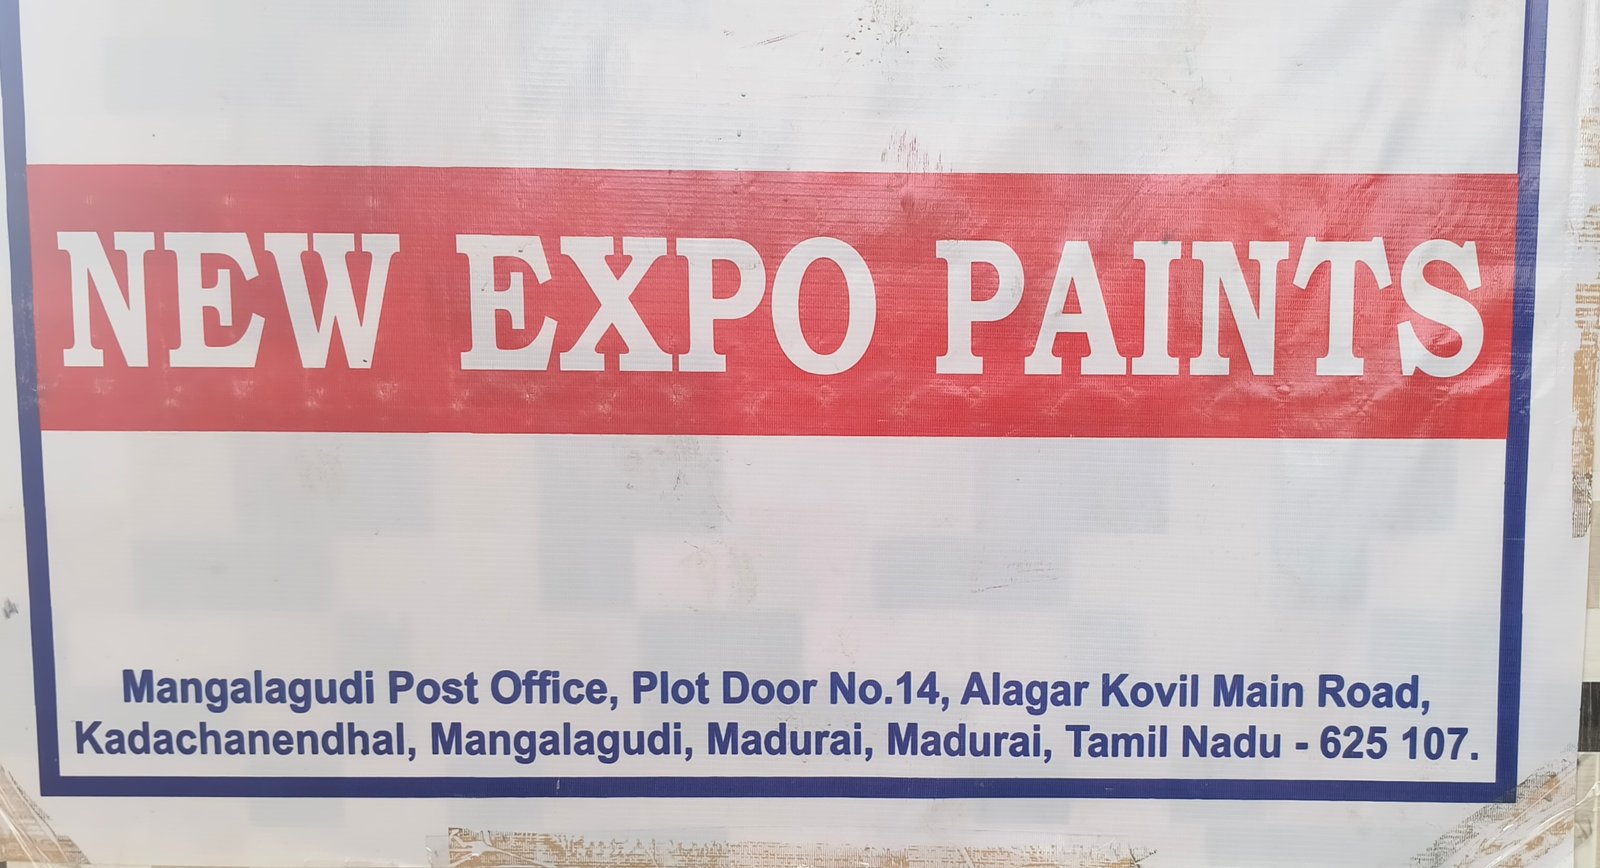 NEW EXPO PAINTS
Mangalagudi Post Office, Plot Door No.14, Alagar Kovil Main Road,
Kadachanendhal, Mangalagudi, Madurai, Madurai, Tamil Nadu - 625 107.